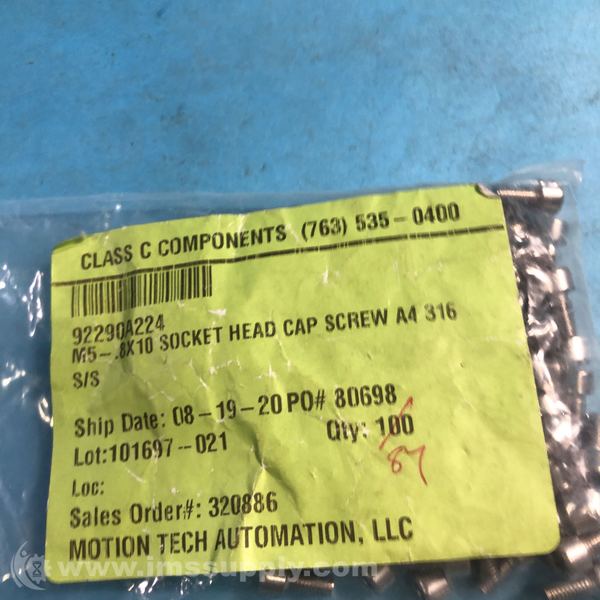 CLASS C COMPONENTS (763) 535-0400
92290A224
M5-.8X10 SOCKET HEAD CAP SCREW A4 316
S/S
Ship Date: 08-19-20 PO# 80698
Lot:101697-021 Qty: 100
87
Loc:
Sales Order#: 320886
MOTION TECH AUTOMATION, LLC
www.jmssupply.com